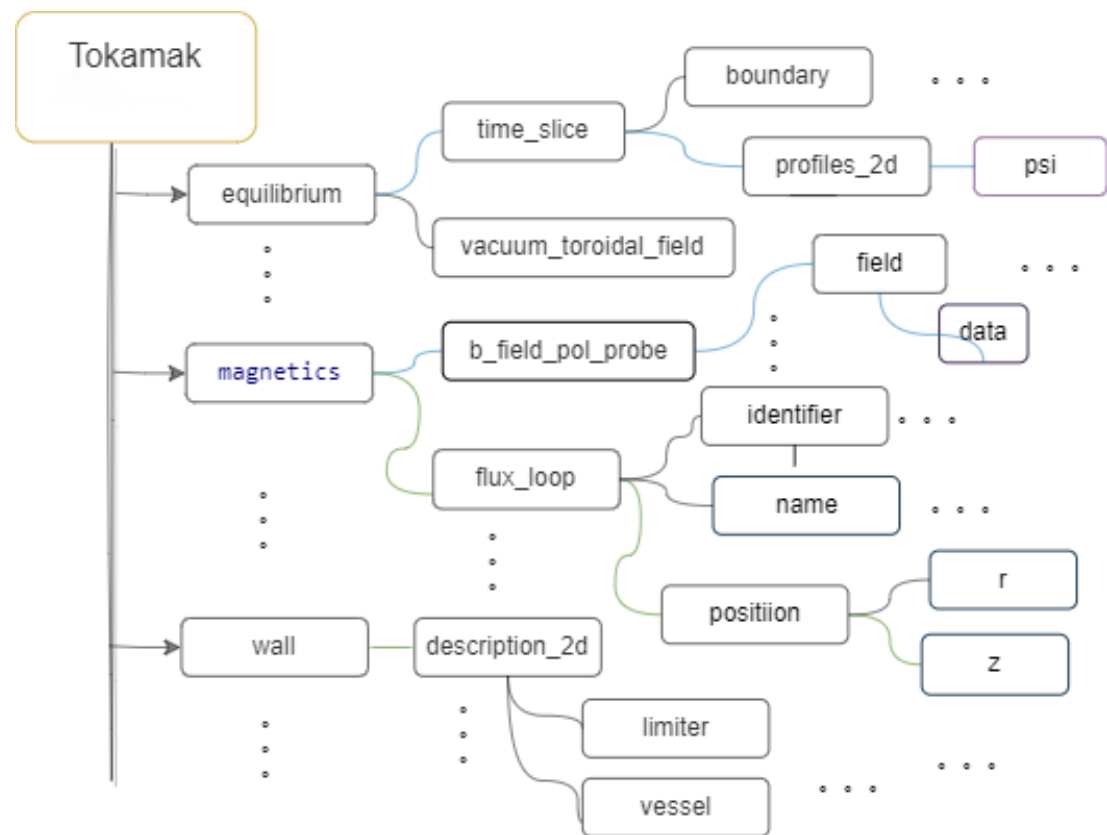 Tokamak
boundary
time_slice
profiles_2d
psi
equilibrium
vacuum_toroidal_field
field
data
b_field_pol_probe
magnetics
identifier
flux_loop
name
r
positiion
z
wall
description_2d
limiter
vessel